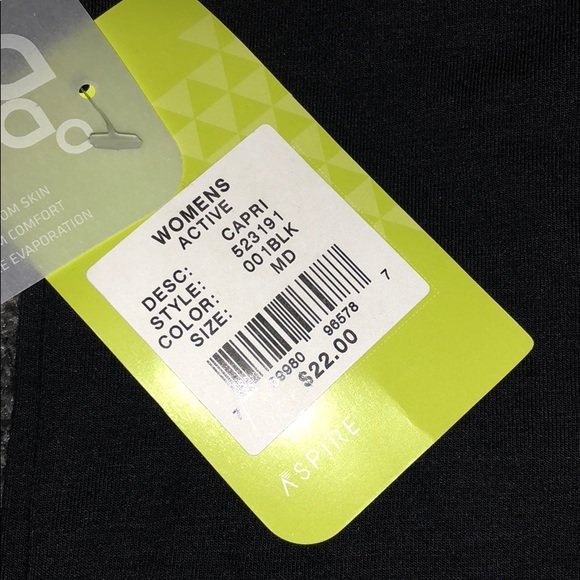 OM SKIN
M COMFORT
E EVAPORATION
WOMENS
ACTIVE
DESC: CAPRI
STYLE: 523191
COLOR: 001BLK
SIZE: MD
96578 7
$22.00
ASPIRE